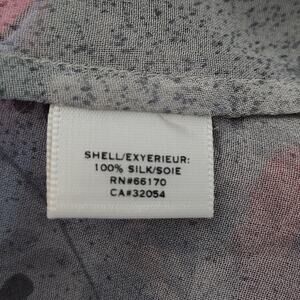 SHELL/EXYERIEUR:
100% SILK/SOIE
RN#66170
CA#32054